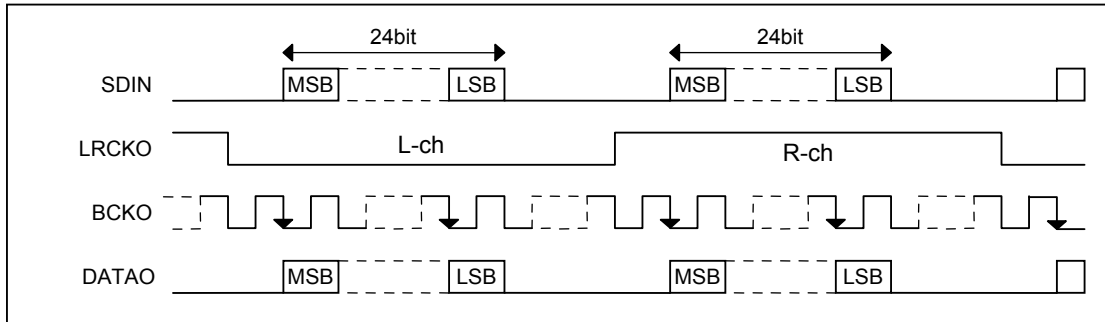 24bit 24bit
SDIN MSB LSB MSB LSB
LRCKO L-ch R-ch
BCKO
DATAO MSB LSB MSB LSB